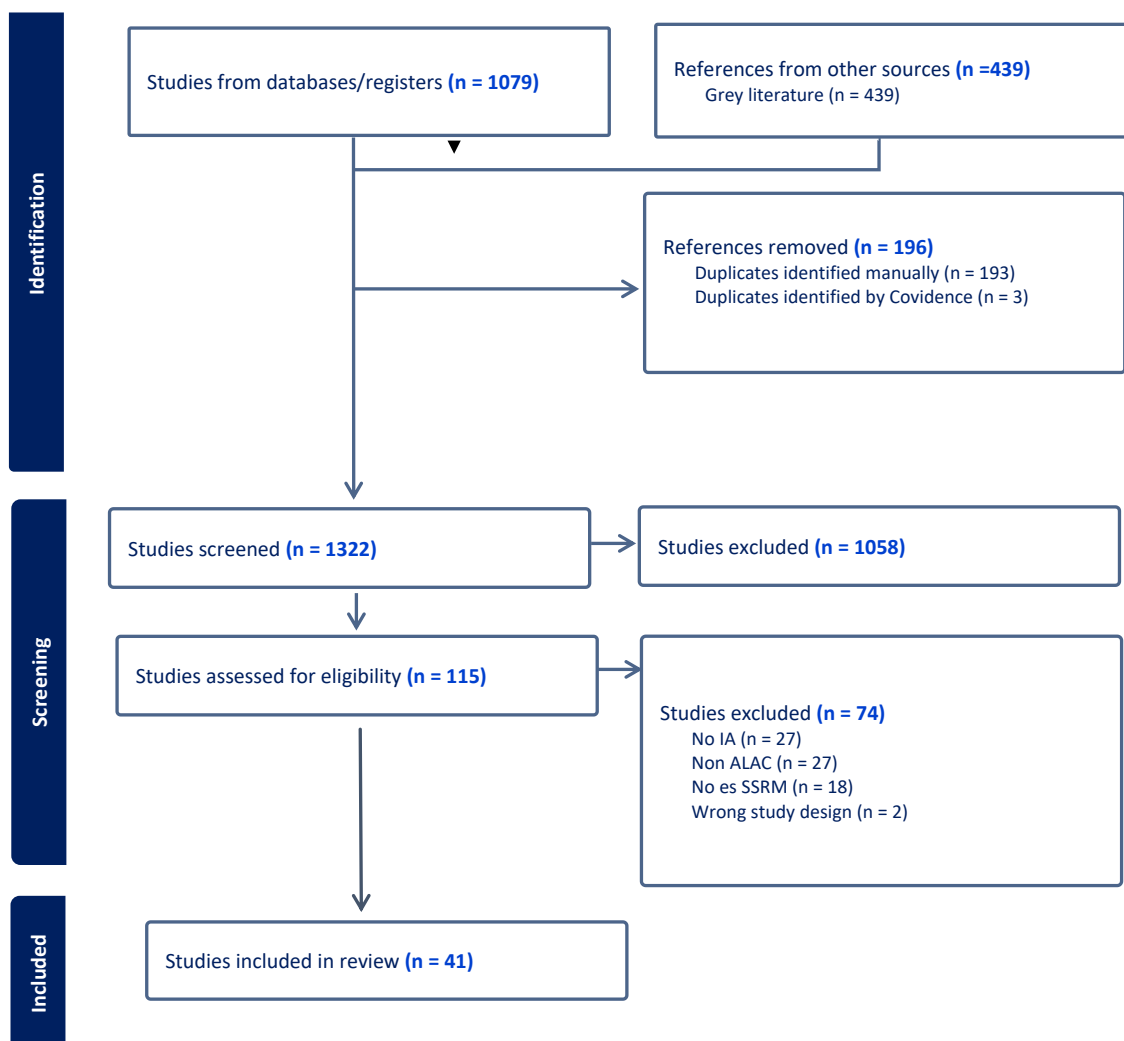 Identification
Studies from databases/registers (n = 1079)
References from other sources (n =439)
Grey literature (n = 439)
References removed (n = 196)
Duplicates identified manually (n = 193)
Duplicates identified by Covidence (n = 3)
Screening
Studies screened (n = 1322)
Studies excluded (n = 1058)
Studies assessed for eligibility (n = 115)
Studies excluded (n = 74)
No IA (n = 27)
Non ALAC (n = 27)
No es SSRM (n = 18)
Wrong study design (n = 2)
Included
Studies included in review (n = 41)